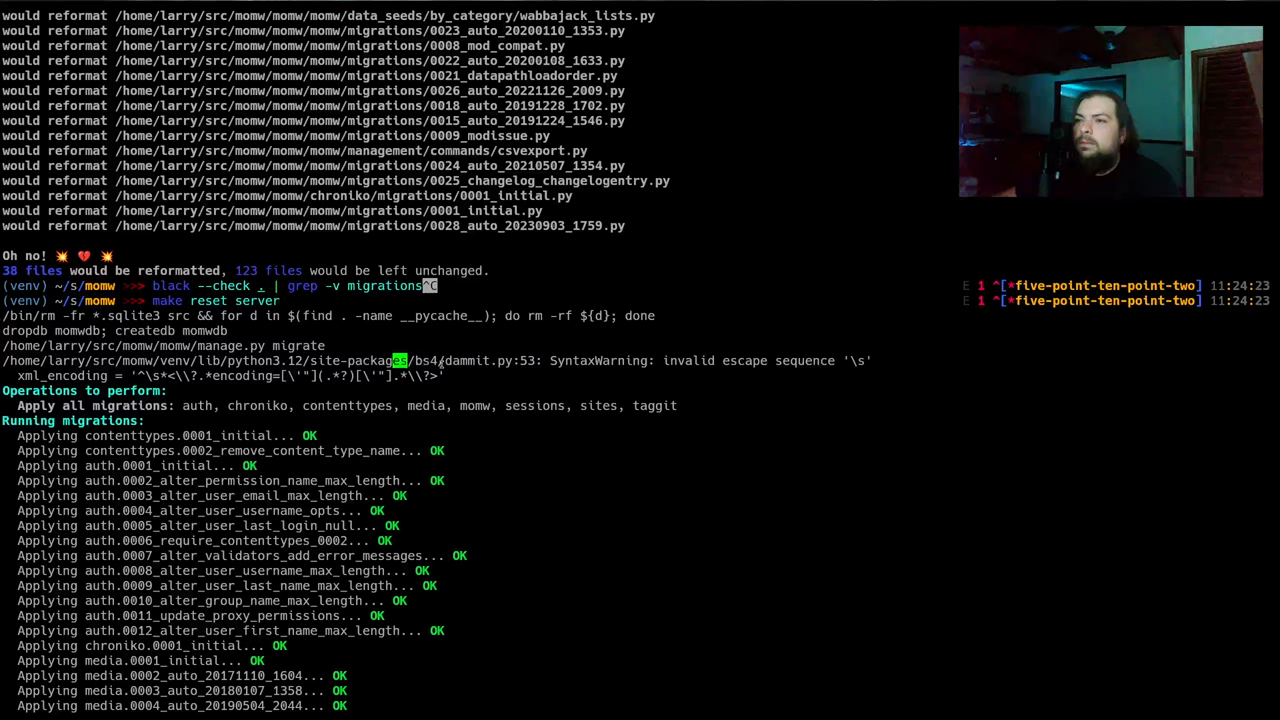 would reformat /home/larry/src/momw/momw/momw/data_seeds/by_category/wabbajack_lists.py
would reformat /home/larry/src/momw/momw/momw/migrations/0023_auto_20200110_1353.py
would reformat /home/larry/src/momw/momw/momw/migrations/0008_mod_compat.py
would reformat /home/larry/src/momw/momw/momw/migrations/0022_auto_20200108_1633.py
would reformat /home/larry/src/momw/momw/momw/migrations/0021_datapathloadorder.py
would reformat /home/larry/src/momw/momw/momw/migrations/0026_auto_20221126_2009.py
would reformat /home/larry/src/momw/momw/momw/migrations/0018_auto_20191228_1702.py
would reformat /home/larry/src/momw/momw/momw/migrations/0015_auto_20191224_1546.py
would reformat /home/larry/src/momw/momw/momw/migrations/0009_modissue.py
would reformat /home/larry/src/momw/momw/momw/management/commands/csvexport.py
would reformat /home/larry/src/momw/momw/momw/migrations/0024_auto_20210507_1354.py
would reformat /home/larry/src/momw/momw/momw/migrations/0025_changelog_changelogentry.py
would reformat /home/larry/src/momw/momw/chroniko/migrations/0001_initial.py
would reformat /home/larry/src/momw/momw/momw/migrations/0001_initial.py
would reformat /home/larry/src/momw/momw/momw/migrations/0028_auto_20230903_1759.py
Oh no! 💥 💔 💥
38 files would be reformatted, 123 files would be left unchanged.
(venv) ~/s/momw >>> black --check . | grep -v migrations^C E 1 ^[*five-point-ten-point-two] 11:24:23
(venv) ~/s/momw >>> make reset server E 1 ^[*five-point-ten-point-two] 11:24:23
/bin/rm -fr *.sqlite3 src && for d in $(find . -name __pycache__); do rm -rf ${d}; done
dropdb momwdb; createdb momwdb
/home/larry/src/momw/momw/manage.py migrate
/home/larry/src/momw/venv/lib/python3.12/site-packages/bs4/dammit.py:53: SyntaxWarning: invalid escape sequence '\s'
xml_encoding = '^\s*<\\?.*encoding=[\'"](.*?)[\'"].*\\?>'
Operations to perform:
Apply all migrations: auth, chroniko, contenttypes, media, momw, sessions, sites, taggit
Running migrations:
Applying contenttypes.0001_initial... OK
Applying contenttypes.0002_remove_content_type_name... OK
Applying auth.0001_initial... OK
Applying auth.0002_alter_permission_name_max_length... OK
Applying auth.0003_alter_user_email_max_length... OK
Applying auth.0004_alter_user_username_opts... OK
Applying auth.0005_alter_user_last_login_null... OK
Applying auth.0006_require_contenttypes_0002... OK
Applying auth.0007_alter_validators_add_error_messages... OK
Applying auth.0008_alter_user_username_max_length... OK
Applying auth.0009_alter_user_last_name_max_length... OK
Applying auth.0010_alter_group_name_max_length... OK
Applying auth.0011_update_proxy_permissions... OK
Applying auth.0012_alter_user_first_name_max_length... OK
Applying chroniko.0001_initial... OK
Applying media.0001_initial... OK
Applying media.0002_auto_20171110_1604... OK
Applying media.0003_auto_20180107_1358... OK
Applying media.0004_auto_20190504_2044... OK